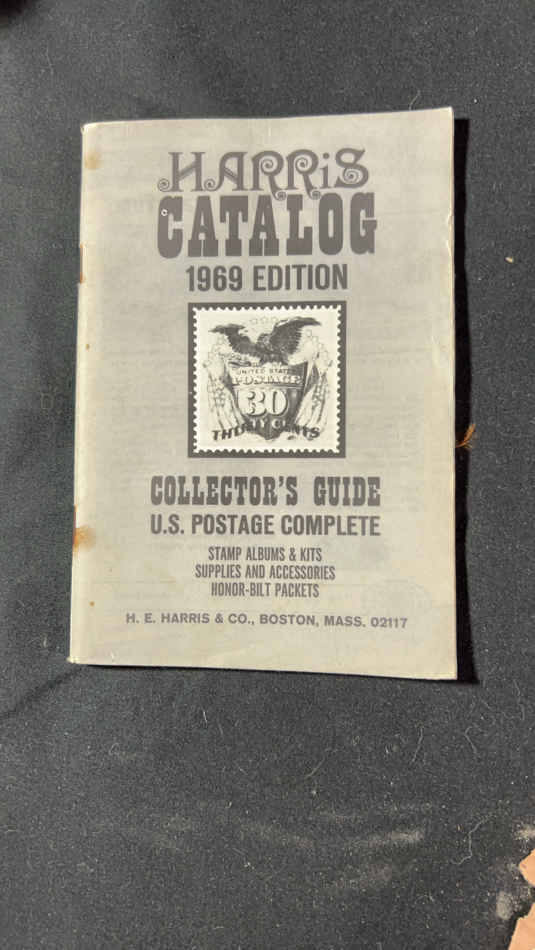 HARRiS
CATALOG
1969 EDITION
UNITED STATES
POSTAGE
30
THIRTY CENTS
COLLECTOR'S GUIDE
U.S. POSTAGE COMPLETE
STAMP ALBUMS & KITS
SUPPLIES AND ACCESSORIES
HONOR-BILT PACKETS
H. E. HARRIS & CO., BOSTON, MASS. 02117